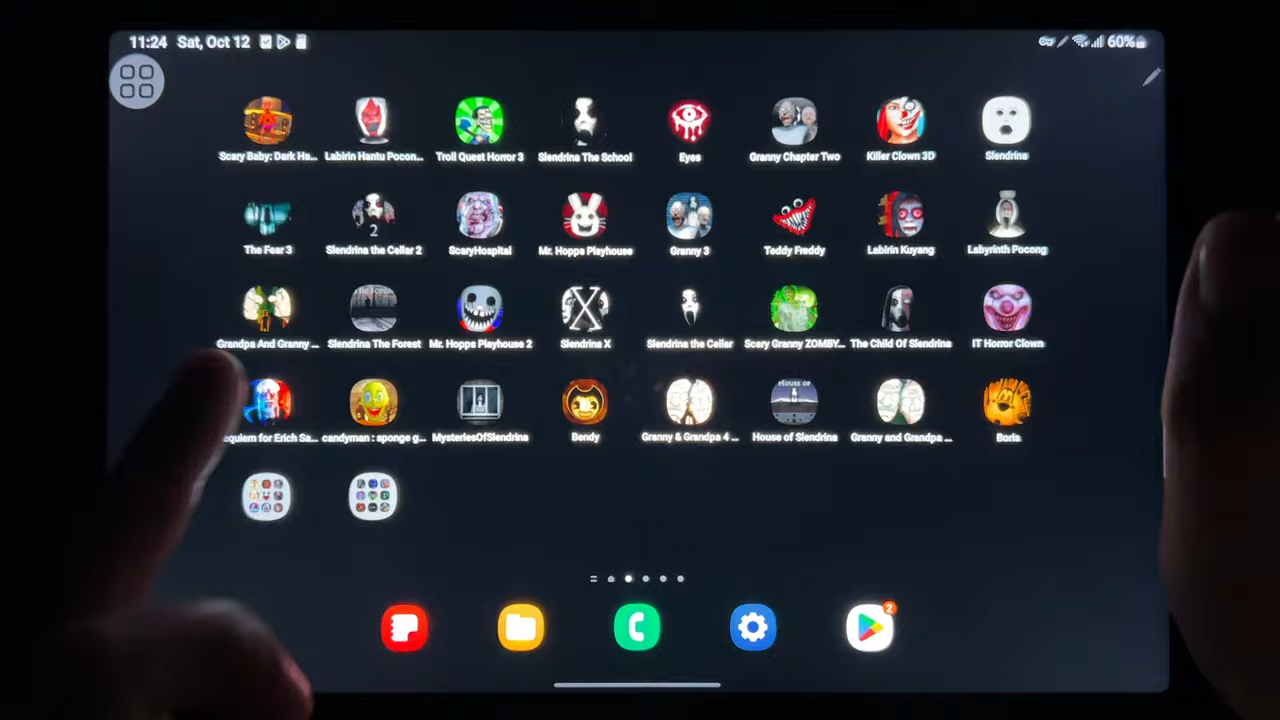 11:24 Sat, Oct 12 60%
Scary Baby: Dark Ha... Labirin Hantu Pocon... Troll Quest Horror 3 Slendrina The School Eyes Granny Chapter Two Killer Clown 3D Slendrina
The Fear 3 Slendrina the Cellar 2 ScaryHospital Mr. Hopps Playhouse Granny 3 Teddy Freddy Labirin Kuyang Labyrinth Pocong
2
Grandpa And Granny ... Slendrina The Forest Mr. Hopps Playhouse 2 Slendrina X Slendrina the Cellar Scary Granny ZOMBY... The Child Of Slendrina IT Horror Clown
X
equiem for Erich Sa... candyman : sponge g... MysteriesOfSlendrina Bendy Granny & Grandpa 4 ... House of Slendrina Granny and Grandpa ... Boris
HOUSE OF
2